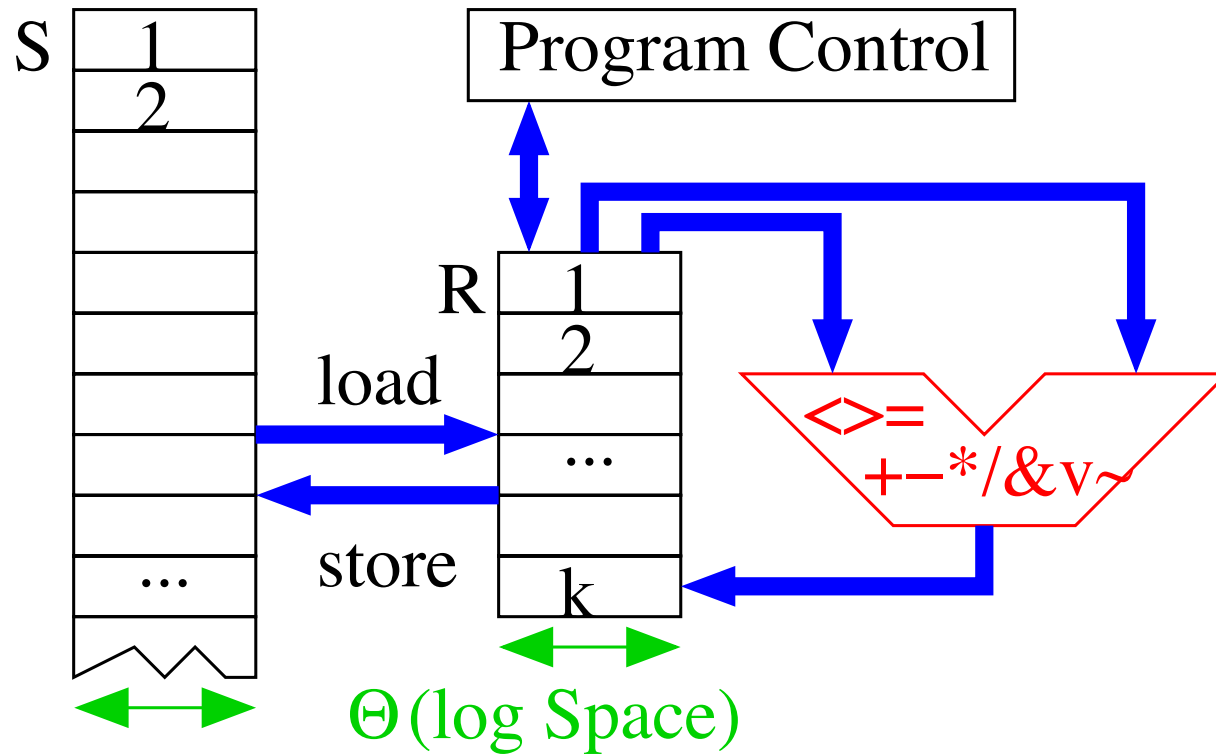 S
1
2
...
Program Control
R
1
2
...
k
load
store
<>=
+−*/&v~
Θ(log Space)